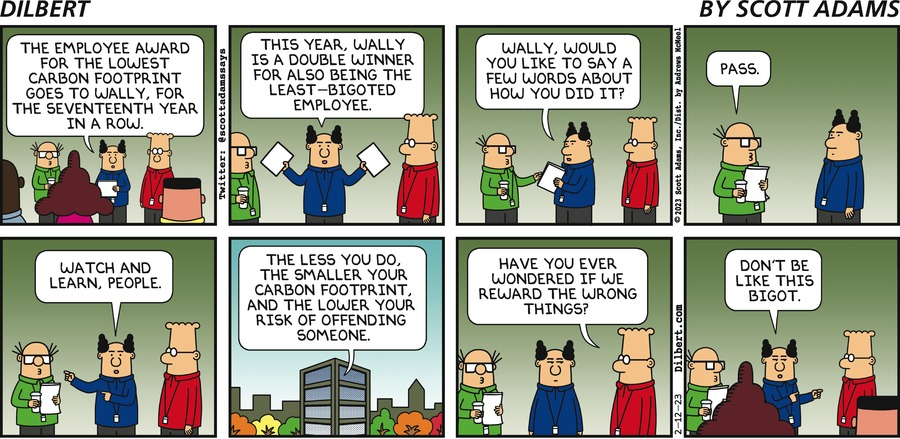 DILBERT
BY SCOTT ADAMS
THE EMPLOYEE AWARD
FOR THE LOWEST
CARBON FOOTPRINT
GOES TO WALLY, FOR
THE SEVENTEENTH YEAR
IN A ROW.
Twitter: @scottadamssays
THIS YEAR, WALLY
IS A DOUBLE WINNER
FOR ALSO BEING THE
LEAST-BIGOTED
EMPLOYEE.
WALLY, WOULD
YOU LIKE TO SAY A
FEW WORDS ABOUT
HOW YOU DID IT?
© 2023 Scott Adams, Inc./Dist. by Andrews McMeel
PASS.
WATCH AND
LEARN, PEOPLE.
THE LESS YOU DO,
THE SMALLER YOUR
CARBON FOOTPRINT,
AND THE LOWER YOUR
RISK OF OFFENDING
SOMEONE.
HAVE YOU EVER
WONDERED IF WE
REWARD THE WRONG
THINGS?
2-12-23 Dilbert.com
DON'T BE
LIKE THIS
BIGOT.